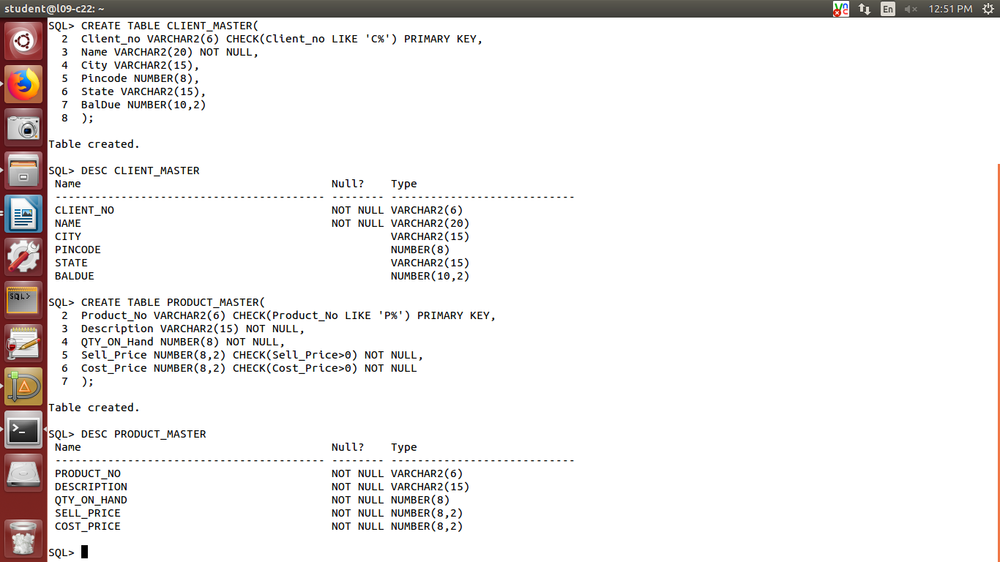 student@l09-c22: ~
En
12:51 PM
SQL> CREATE TABLE CLIENT_MASTER(
  2  Client_no VARCHAR2(6) CHECK(Client_no LIKE 'C%') PRIMARY KEY,
  3  Name VARCHAR2(20) NOT NULL,
  4  City VARCHAR2(15),
  5  Pincode NUMBER(8),
  6  State VARCHAR2(15),
  7  BalDue NUMBER(10,2)
  8  );
Table created.
SQL> DESC CLIENT_MASTER
 Name                                      Null?    Type
 ----------------------------------------- -------- ----------------------------
 CLIENT_NO                                 NOT NULL VARCHAR2(6)
 NAME                                      NOT NULL VARCHAR2(20)
 CITY                                               VARCHAR2(15)
 PINCODE                                            NUMBER(8)
 STATE                                              VARCHAR2(15)
 BALDUE                                             NUMBER(10,2)
SQL> CREATE TABLE PRODUCT_MASTER(
  2  Product_No VARCHAR2(6) CHECK(Product_No LIKE 'P%') PRIMARY KEY,
  3  Description VARCHAR2(15) NOT NULL,
  4  QTY_ON_Hand NUMBER(8) NOT NULL,
  5  Sell_Price NUMBER(8,2) CHECK(Sell_Price>0) NOT NULL,
  6  Cost_Price NUMBER(8,2) CHECK(Cost_Price>0) NOT NULL
  7  );
Table created.
SQL> DESC PRODUCT_MASTER
 Name                                      Null?    Type
 ----------------------------------------- -------- ----------------------------
 PRODUCT_NO                                NOT NULL VARCHAR2(6)
 DESCRIPTION                               NOT NULL VARCHAR2(15)
 QTY_ON_HAND                               NOT NULL NUMBER(8)
 SELL_PRICE                                NOT NULL NUMBER(8,2)
 COST_PRICE                                NOT NULL NUMBER(8,2)
SQL>
SQL>